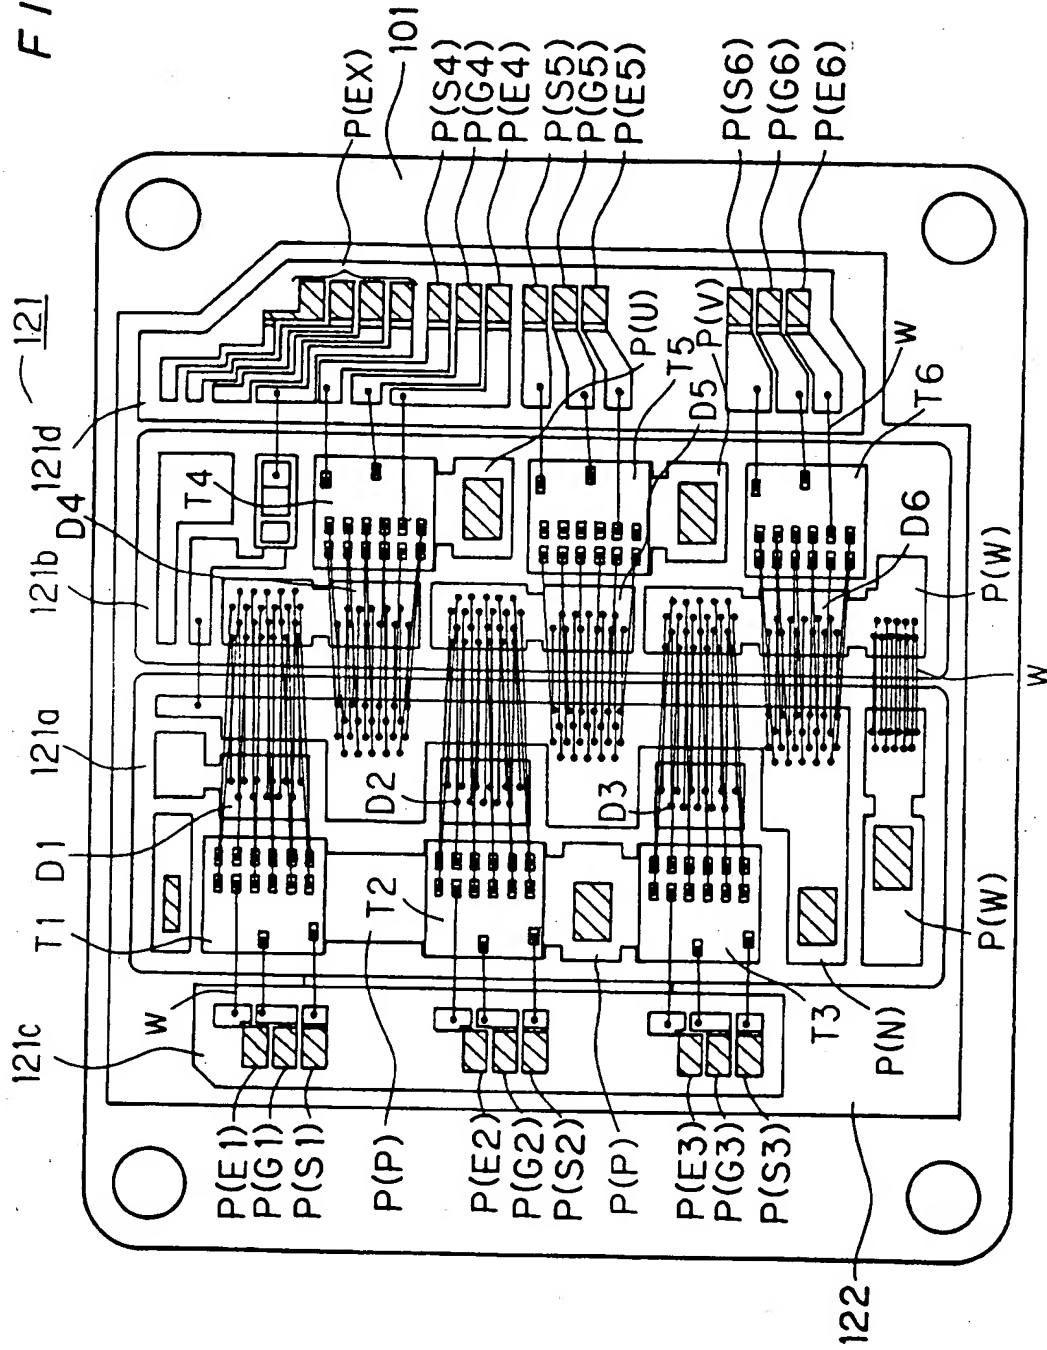 FI
121
121c
121a
121b
121d
W
T1
D1
D4
T4
P(EX)
101
P(S4)
P(G4)
P(E4)
P(S5)
P(G5)
P(E5)
P(S6)
P(G6)
P(E6)
P(U)
T5
D5
P(V)
W
T6
D6
P(W)
W
P(E1)
P(G1)
P(S1)
P(P)
T2
D2
P(E2)
P(G2)
P(S2)
P(P)
D3
P(E3)
P(G3)
P(S3)
T3
P(N)
P(W)
122